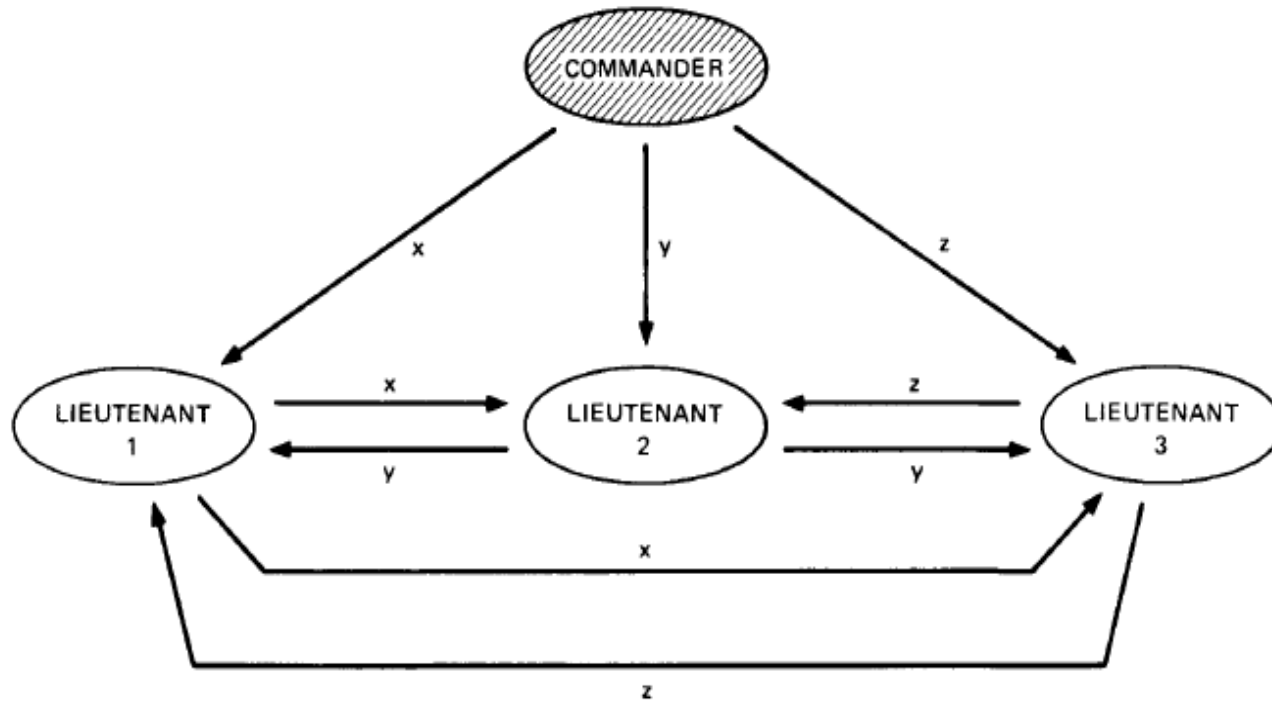 COMMANDER
x
y
z
LIEUTENANT
1
x
y
LIEUTENANT
2
z
y
LIEUTENANT
3
x
z